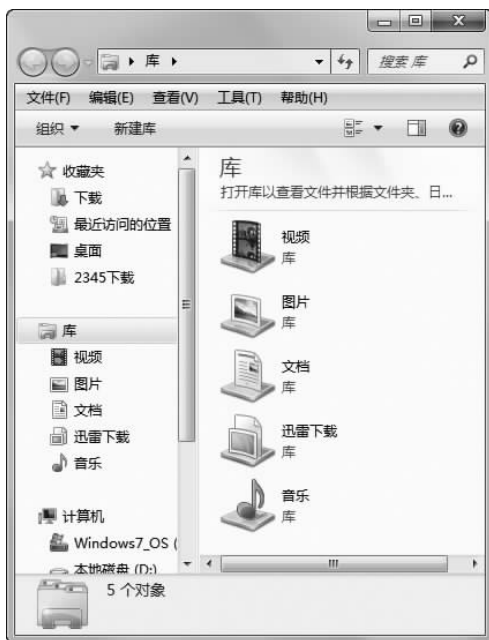 库
搜索 库
文件(F) 编辑(E) 查看(V) 工具(T) 帮助(H)
组织 新建库
收藏夹
下载
最近访问的位置
桌面
2345下载
库
视频
图片
文档
迅雷下载
音乐
计算机
Windows7_OS (
本地磁盘 (D:)
库
打开库以查看文件并根据文件夹、日...
视频
库
图片
库
文档
库
迅雷下载
库
音乐
库
5 个对象